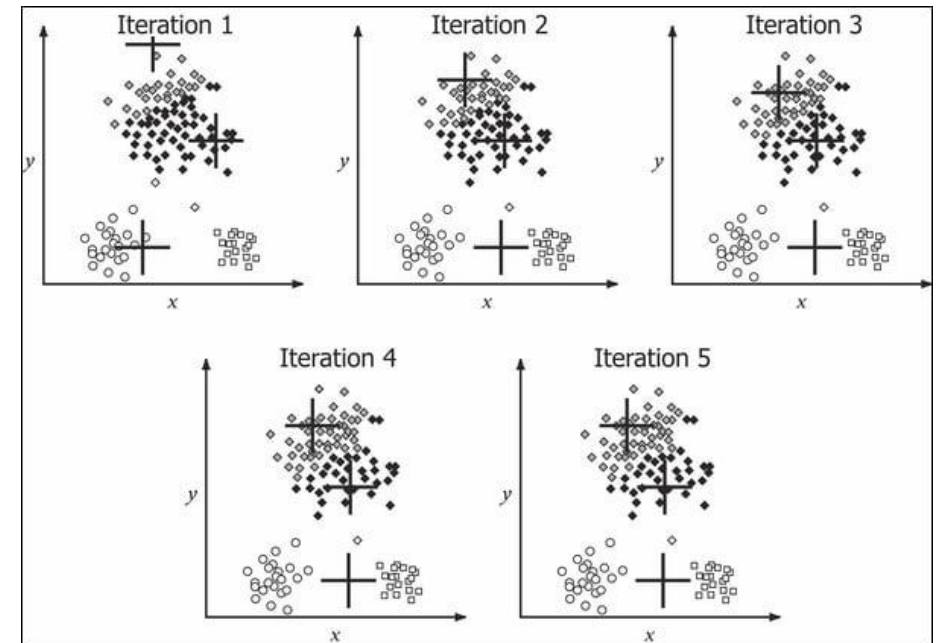 Iteration 1
Iteration 2
Iteration 3
y
y
y
x
x
x
Iteration 4
Iteration 5
y
y
x
x